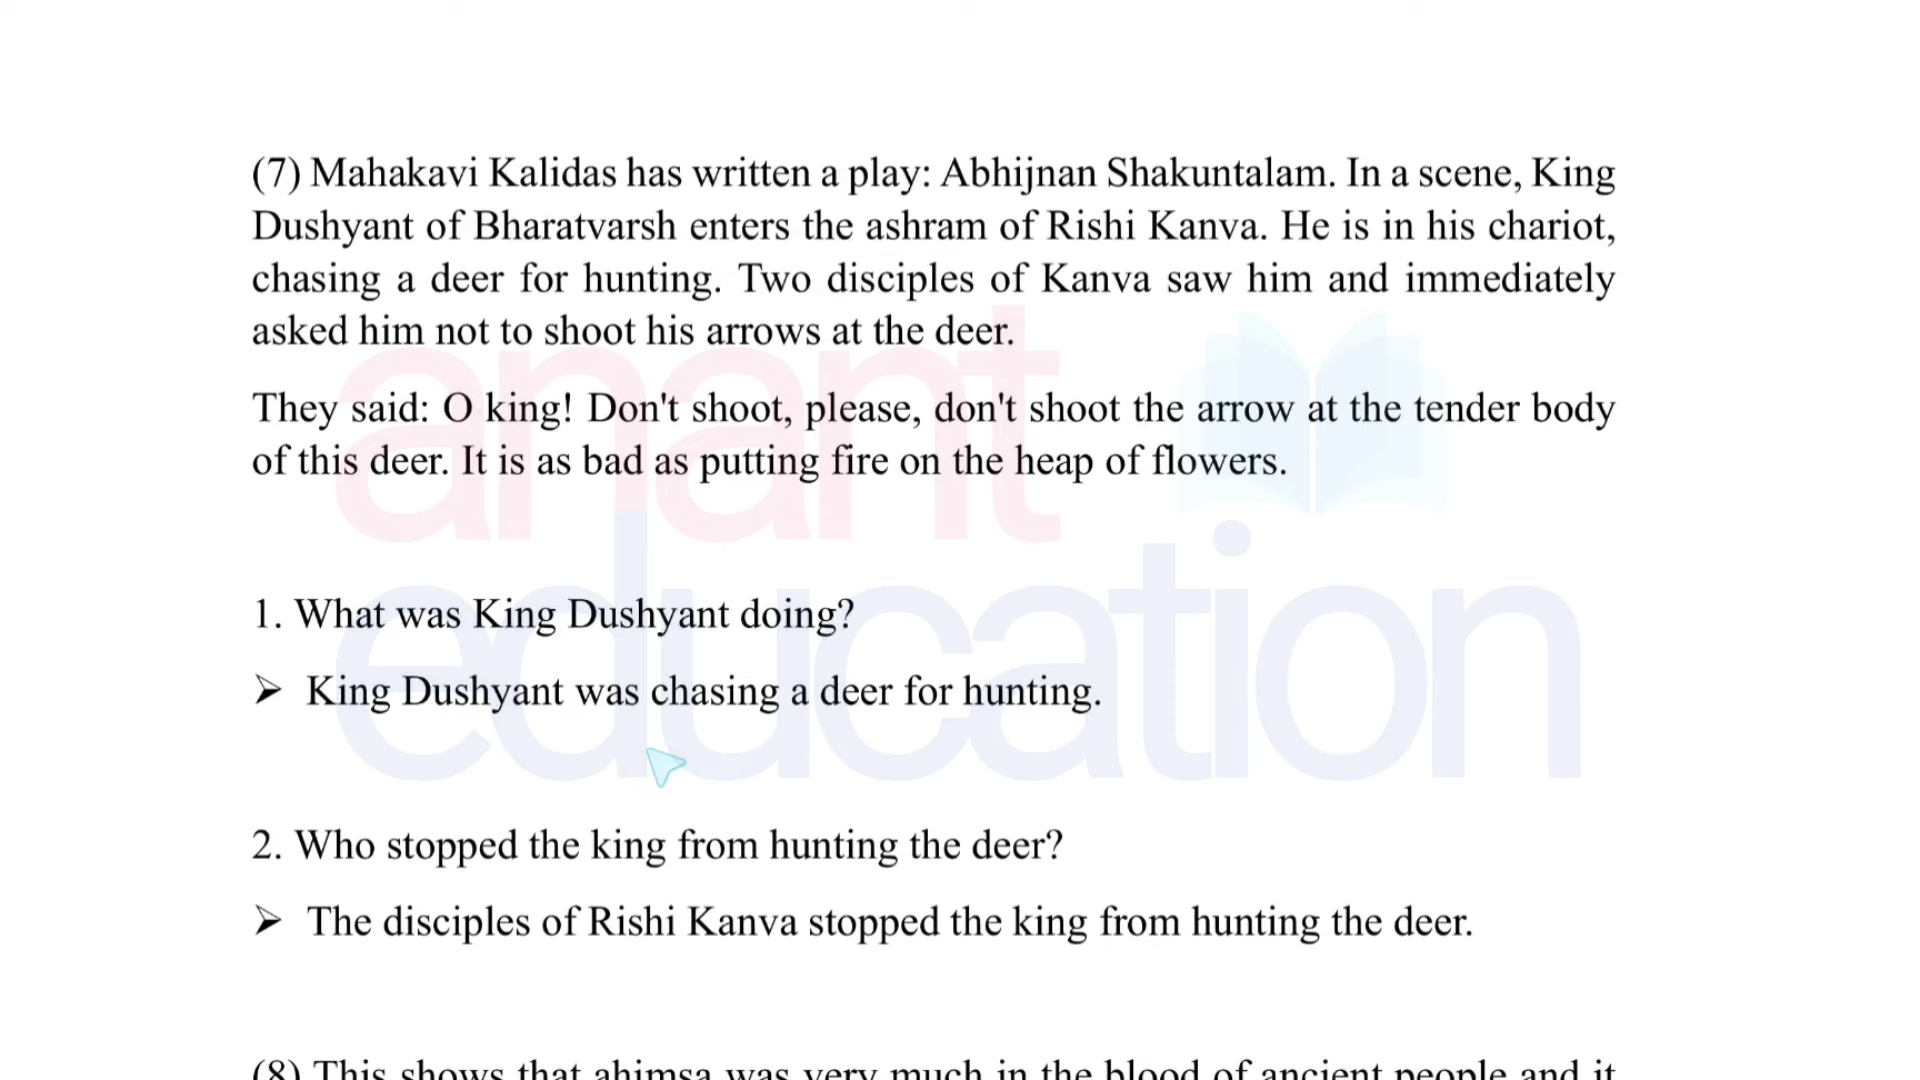 (7) Mahakavi Kalidas has written a play: Abhijnan Shakuntalam. In a scene, King
Dushyant of Bharatvarsh enters the ashram of Rishi Kanva. He is in his chariot,
chasing a deer for hunting. Two disciples of Kanva saw him and immediately
asked him not to shoot his arrows at the deer.
They said: O king! Don't shoot, please, don't shoot the arrow at the tender body
of this deer. It is as bad as putting fire on the heap of flowers.
anant
education
1. What was King Dushyant doing?
➢ King Dushyant was chasing a deer for hunting.
2. Who stopped the king from hunting the deer?
➢ The disciples of Rishi Kanva stopped the king from hunting the deer.
(8) This shows that ahimsa was very much in the blood of ancient people and it